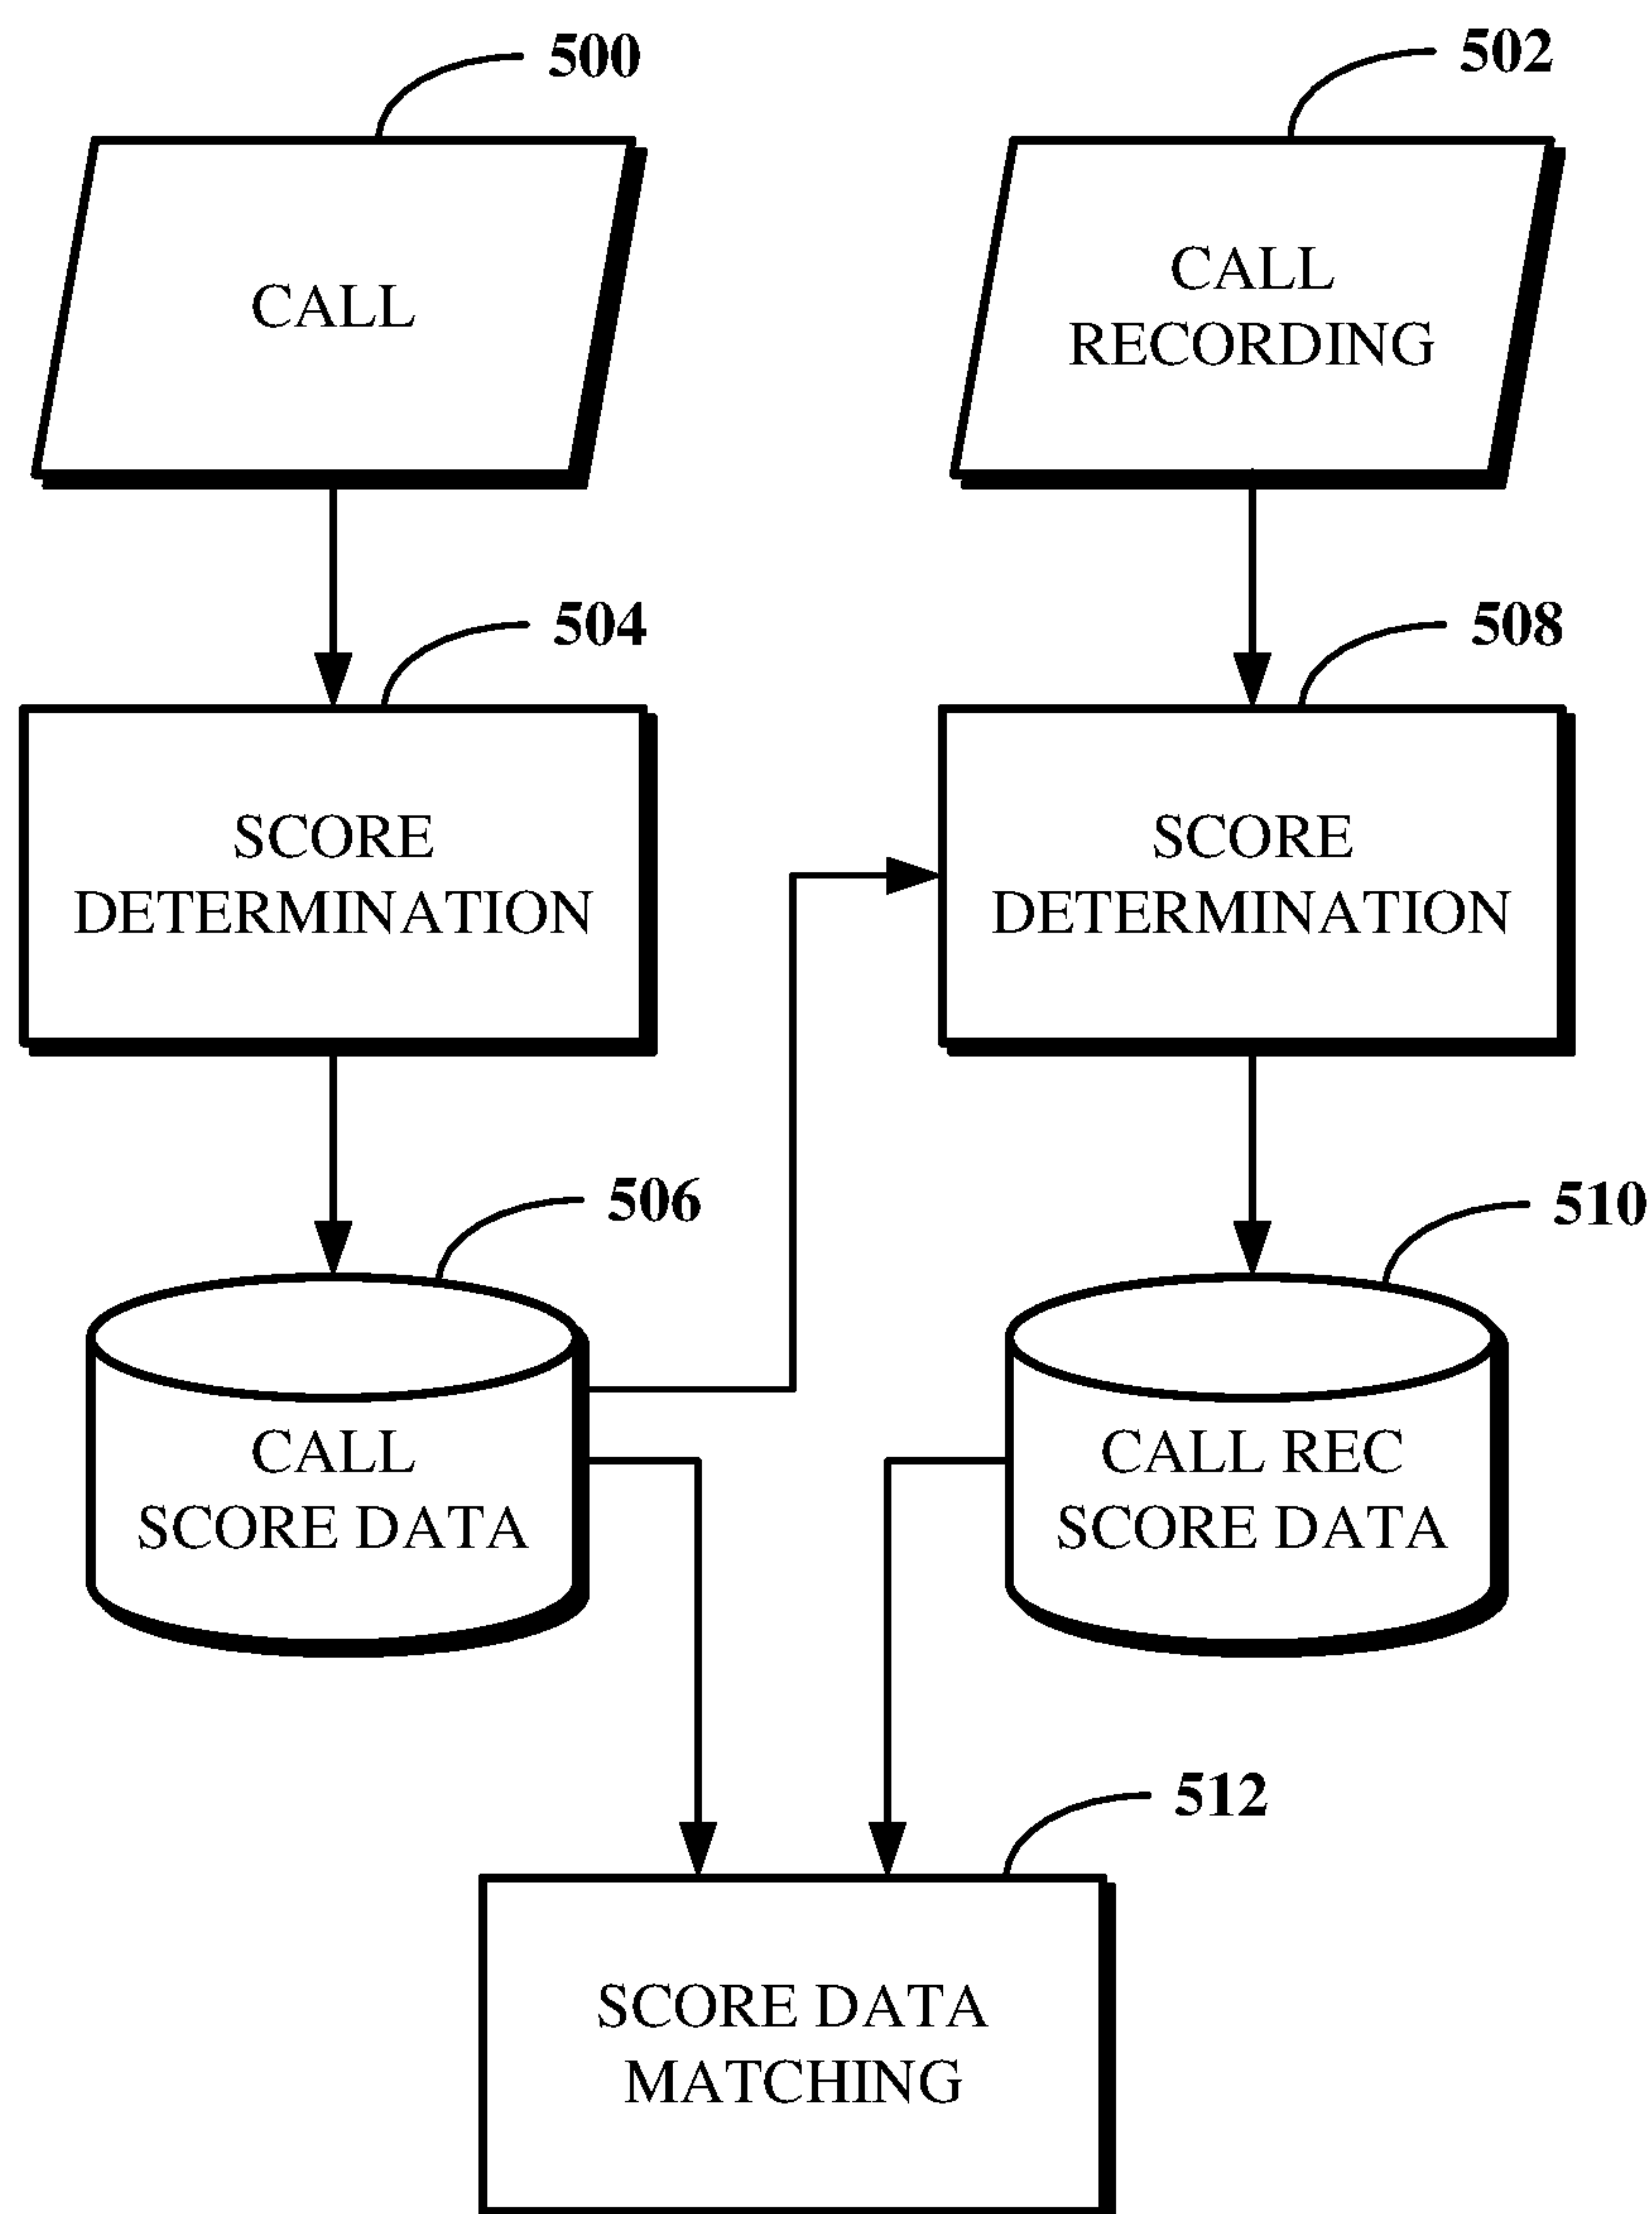 500
502
CALL
CALL
RECORDING
504
508
SCORE
DETERMINATION
SCORE
DETERMINATION
506
510
CALL
SCORE DATA
CALL REC
SCORE DATA
512
SCORE DATA
MATCHING